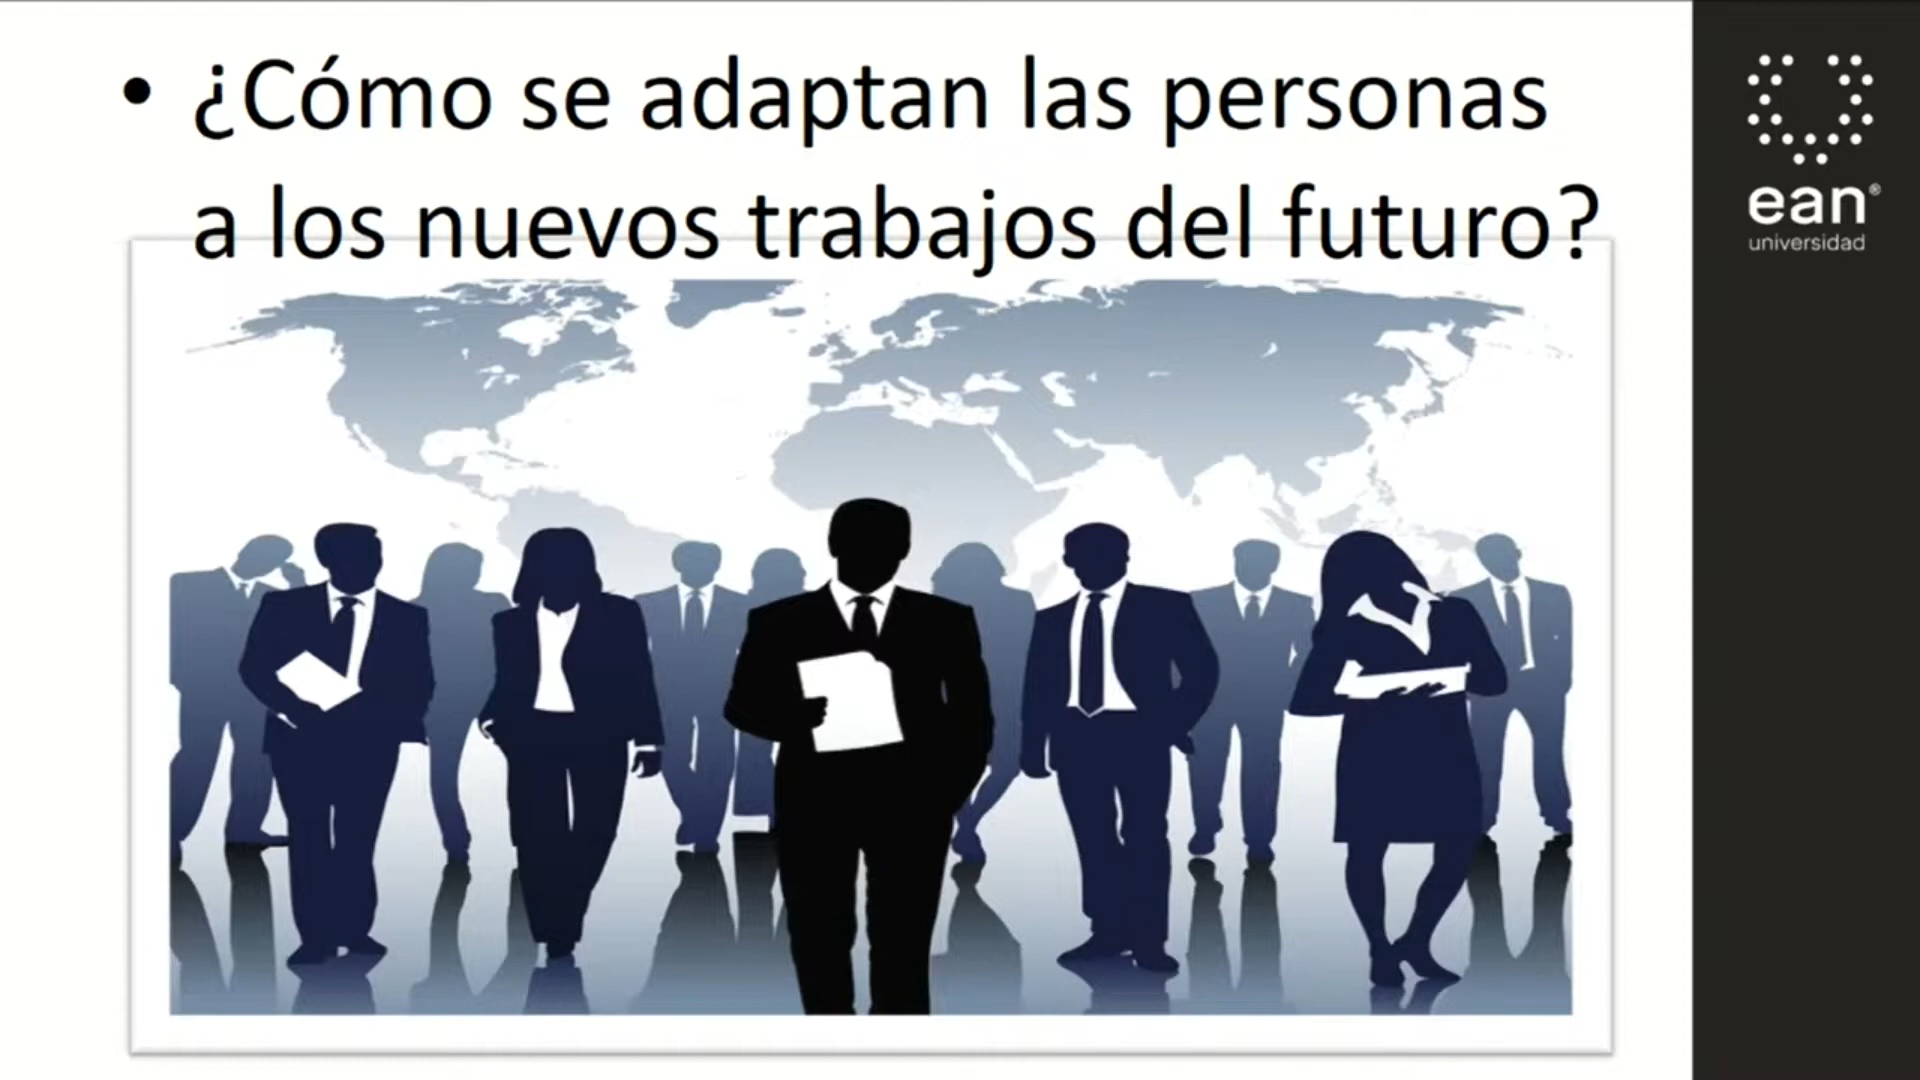 • ¿Cómo se adaptan las personas
a los nuevos trabajos del futuro?
ean®
universidad